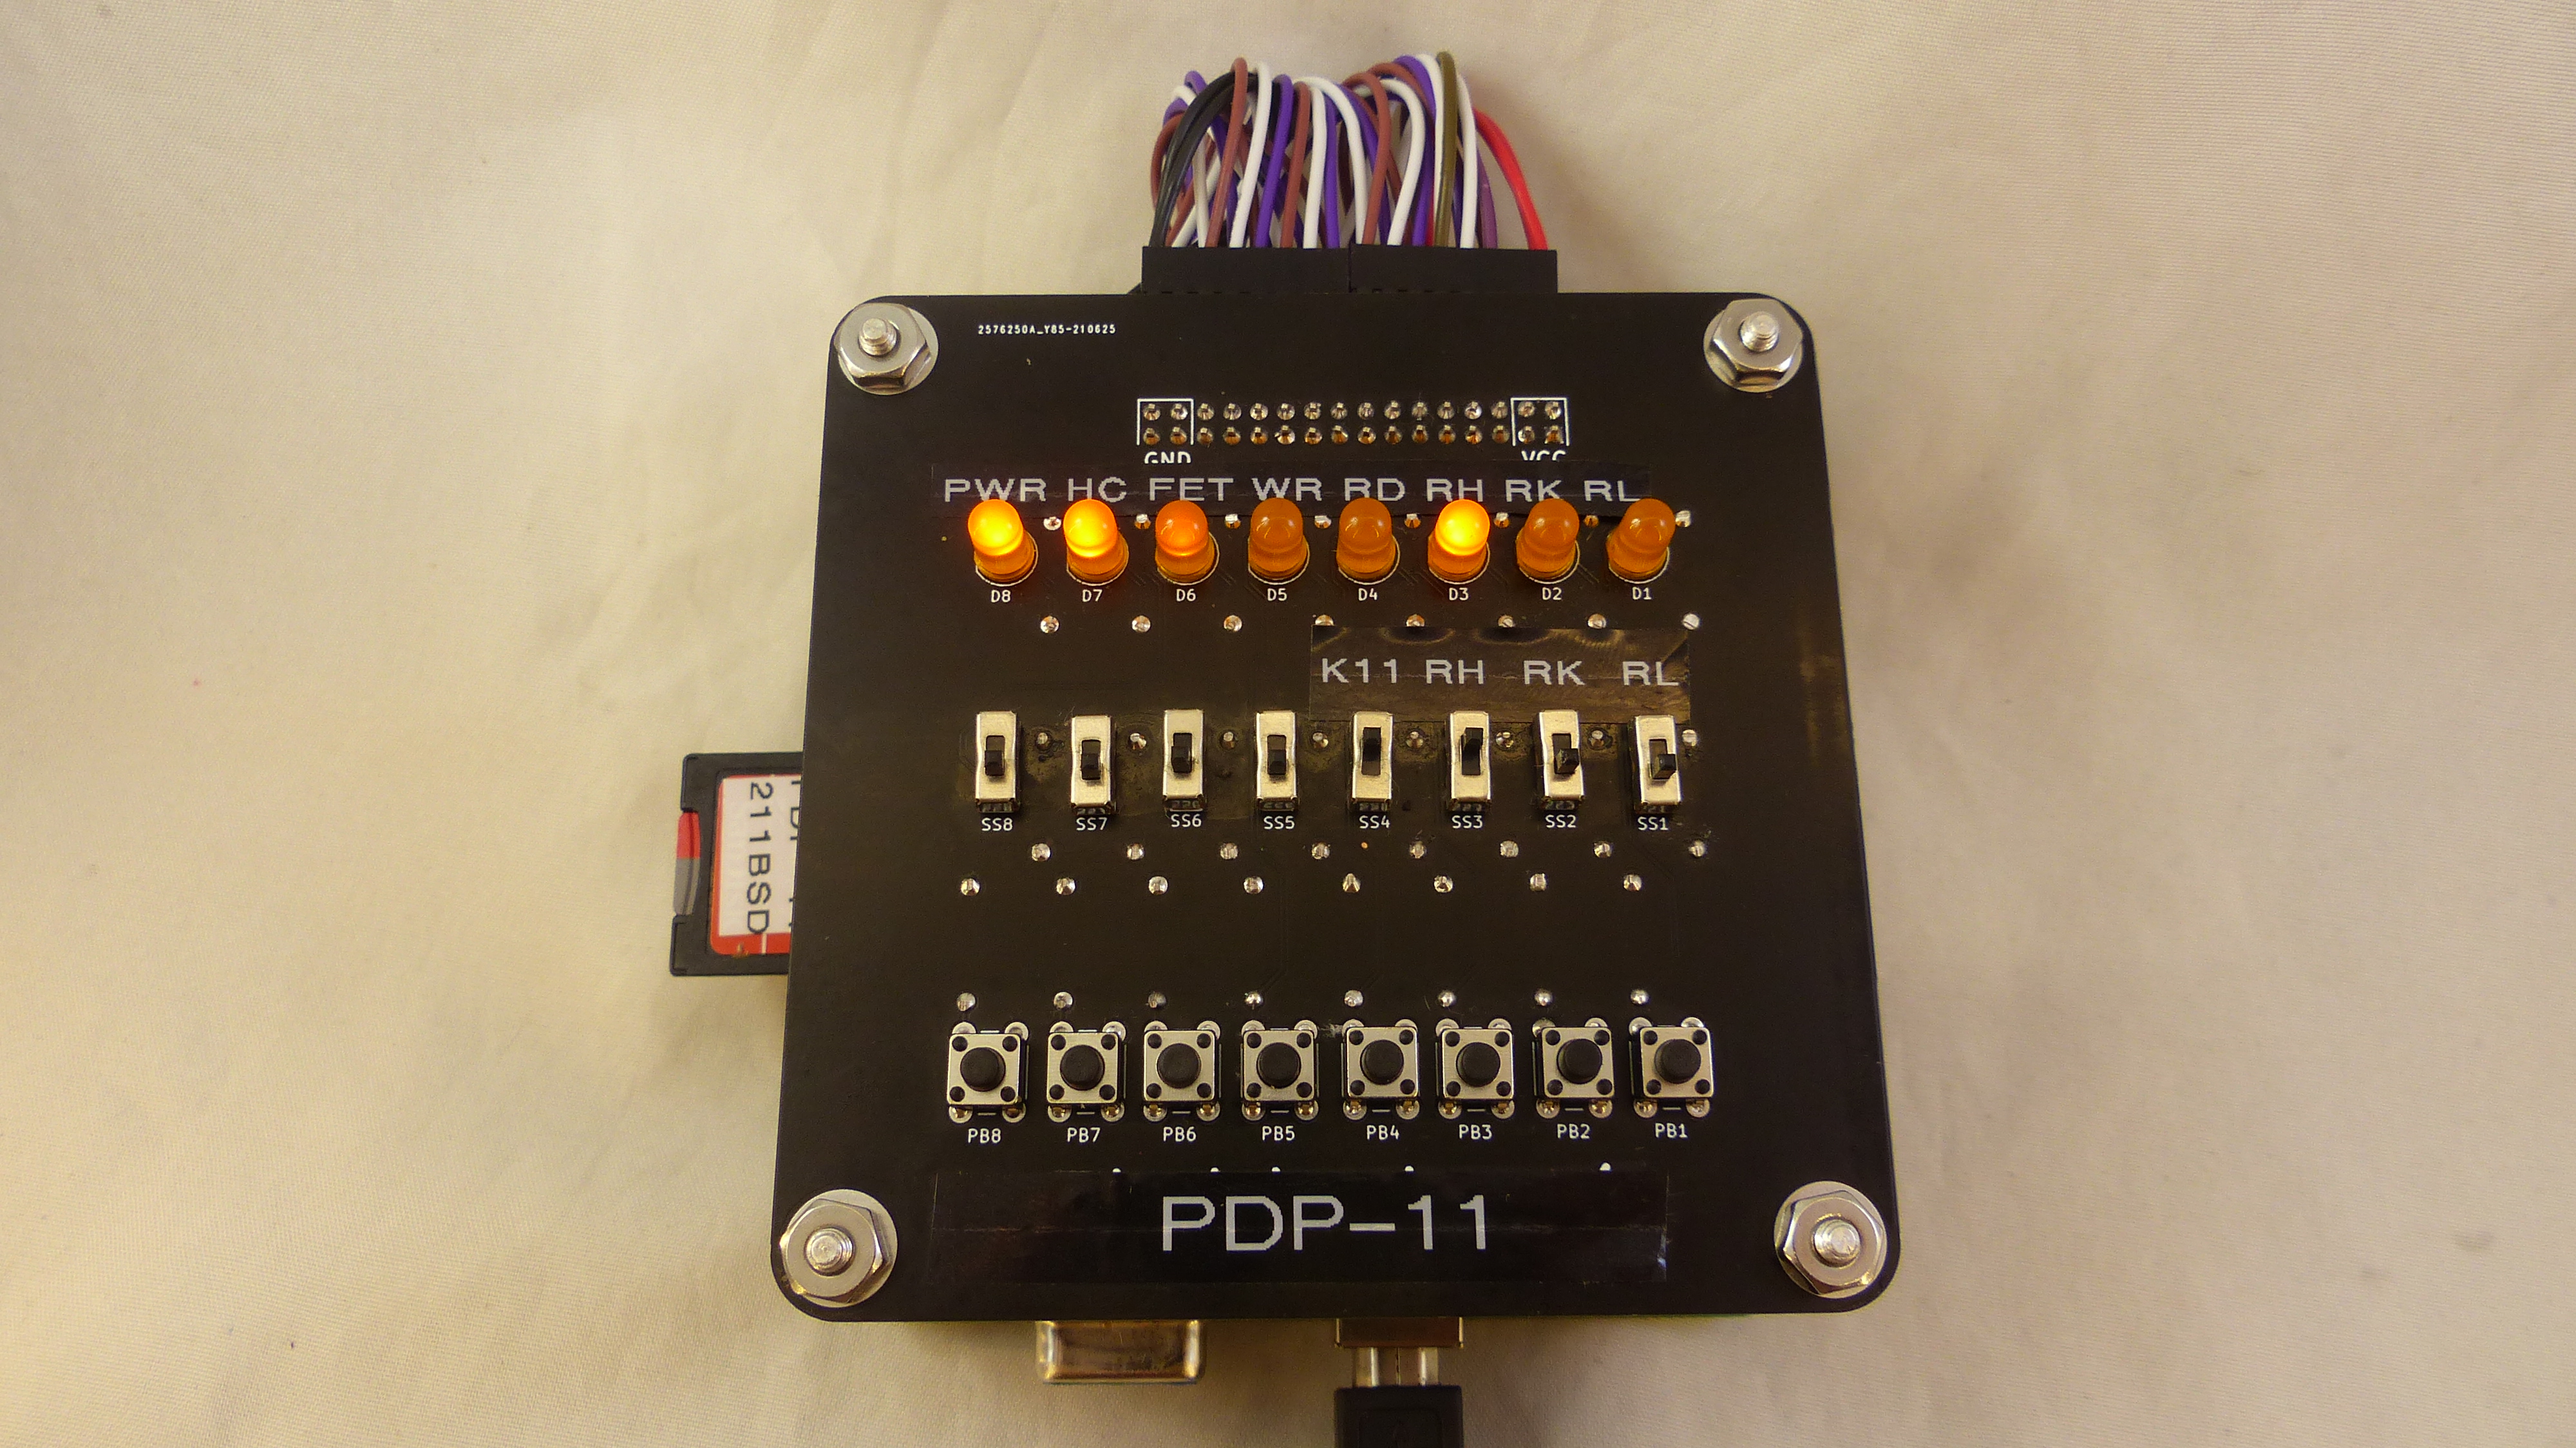 2576250A_Y85-210625
GND VCC
PWR HC FET WR RD RH RK RL
D8 D7 D6 D5 D4 D3 D2 D1
K11 RH RK RL
SS8 SS7 SS6 SS5 SS4 SS3 SS2 SS1
211BSD
PB8 PB7 PB6 PB5 PB4 PB3 PB2 PB1
PDP-11